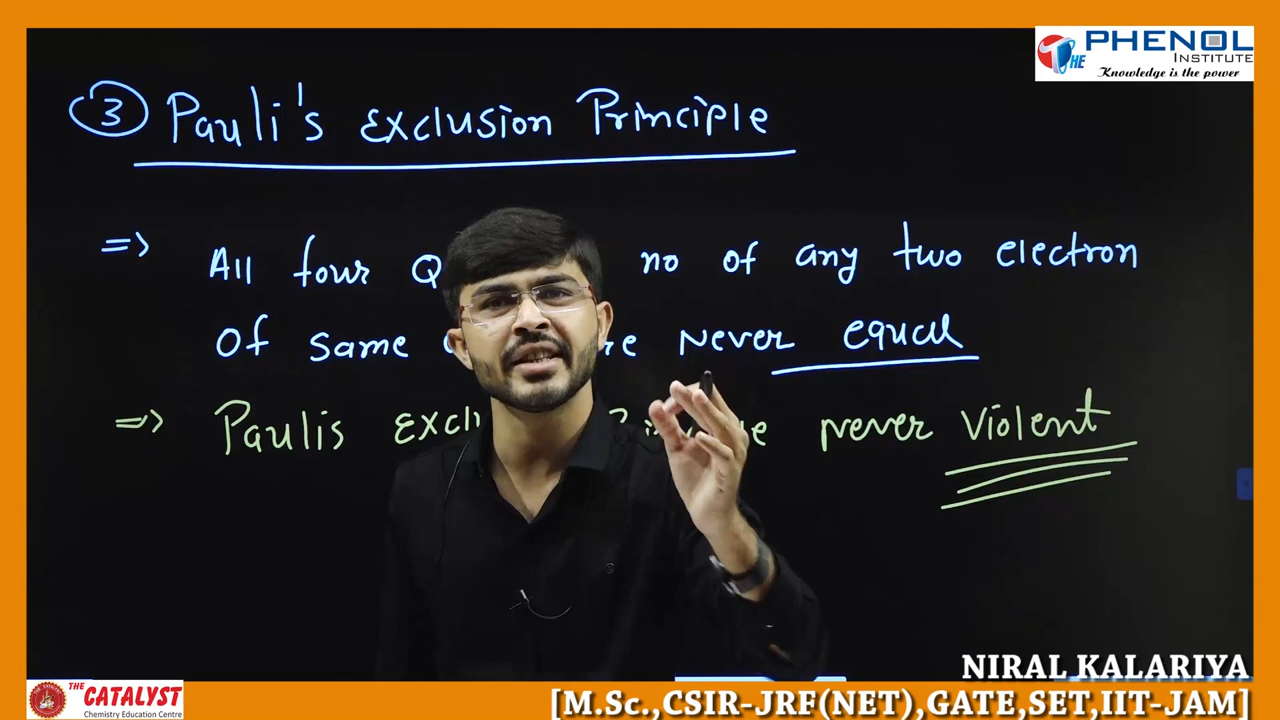 THE PHENOL
INSTITUTE
Knowledge is the power
3 Pauli's Exclusion Principle
=> All four Q no of any two electron
Of same re Never equal
=> Paulis excl never Violent
NIRAL KALARIYA
THE CATALYST
Chemistry Education Centre
[M.Sc.,CSIR-JRF(NET),GATE,SET,IIT-JAM]